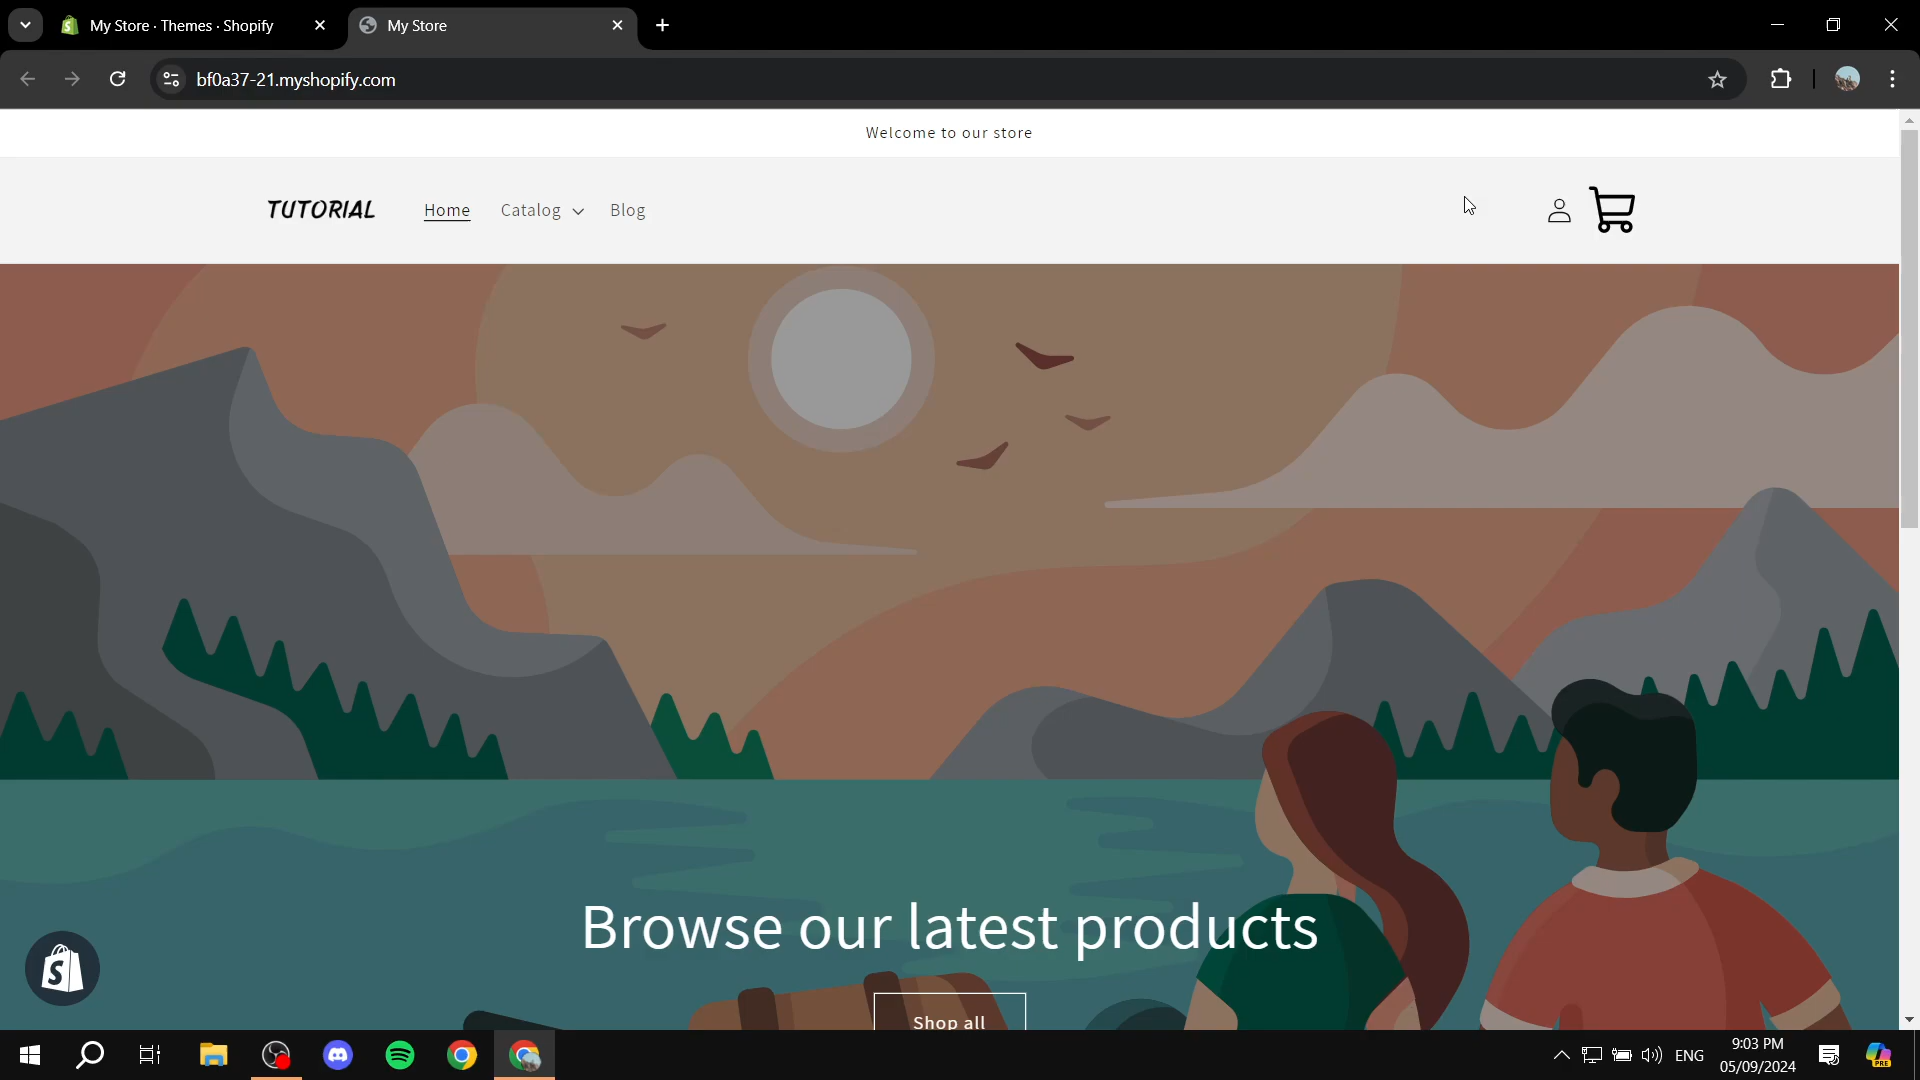 My Store · Themes · Shopify
My Store
bf0a37-21.myshopify.com
Welcome to our store
TUTORIAL
Home
Catalog
Blog
Browse our latest products
Shop all
ENG
9:03 PM
05/09/2024
PRE